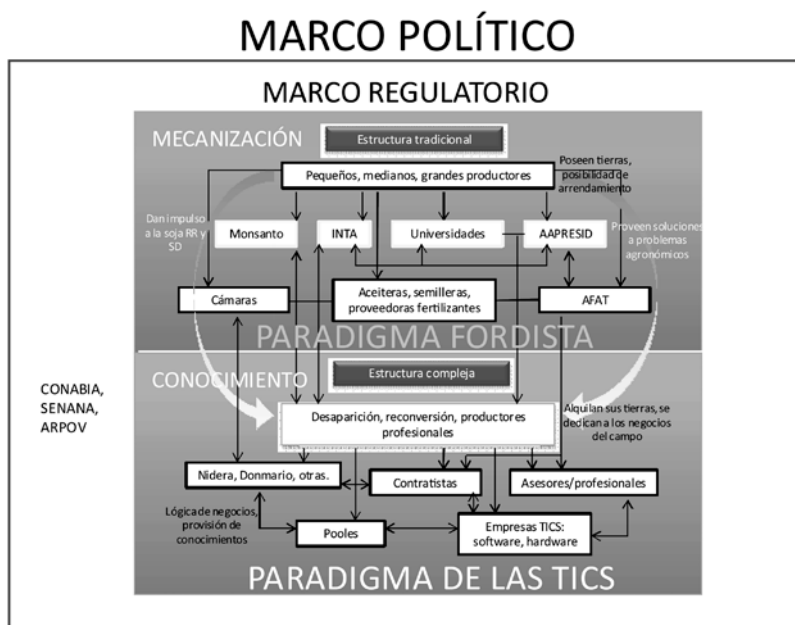 MARCO POLÍTICO
MARCO REGULATORIO
MECANIZACIÓN
Estructura tradicional
Pequeños, medianos, grandes productores
Poseen tierras,
posibilidad de
arrendamiento
Dan impulso
a la soja RR y
SD
Monsanto
INTA
Universidades
AAPRESID
Proveen soluciones
a problemas
agronómicos
Cámaras
Aceiteras, semilleras,
proveedoras fertilizantes
AFAT
PARADIGMA FORDISTA
CONOCIMIENTO
Estructura compleja
CONABIA,
SENANA,
ARPOV
Desaparición, reconversión, productores
profesionales
Alquilan sus tierras, se
dedican a los negocios
del campo
Nidera, Donmario, otras.
Contratistas
Asesores/profesionales
Lógica de negocios,
provisión de
conocimientos
Pooles
Empresas TICS:
software, hardware
PARADIGMA DE LAS TICS